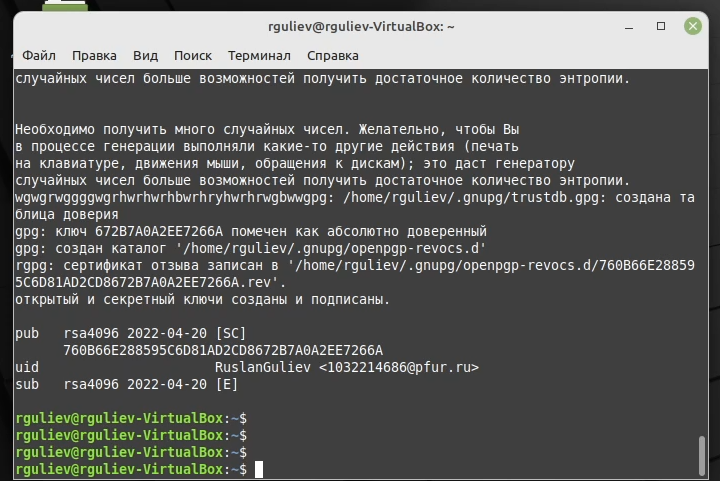 rguliev@rguliev-VirtualBox: ~
Файл Правка Вид Поиск Терминал Справка
случайных чисел больше возможностей получить достаточное количество энтропии.
Необходимо получить много случайных чисел. Желательно, чтобы Вы
в процессе генерации выполняли какие-то другие действия (печать
на клавиатуре, движения мыши, обращения к дискам); это даст генератору
случайных чисел больше возможностей получить достаточное количество энтропии.
wgwgrwggggwgrhwrhwrhbwrhryhwrhrwgbwwgpg: /home/rguliev/.gnupg/trustdb.gpg: создана та
блица доверия
gpg: ключ 672B7A0A2EE7266A помечен как абсолютно доверенный
gpg: создан каталог '/home/rguliev/.gnupg/openpgp-revocs.d'
rgpg: сертификат отзыва записан в '/home/rguliev/.gnupg/openpgp-revocs.d/760B66E28859
5C6D81AD2CD8672B7A0A2EE7266A.rev'.
открытый и секретный ключи созданы и подписаны.
pub   rsa4096 2022-04-20 [SC]
      760B66E288595C6D81AD2CD8672B7A0A2EE7266A
uid                      RuslanGuliev <1032214686@pfur.ru>
sub   rsa4096 2022-04-20 [E]
rguliev@rguliev-VirtualBox:~$
rguliev@rguliev-VirtualBox:~$
rguliev@rguliev-VirtualBox:~$
rguliev@rguliev-VirtualBox:~$